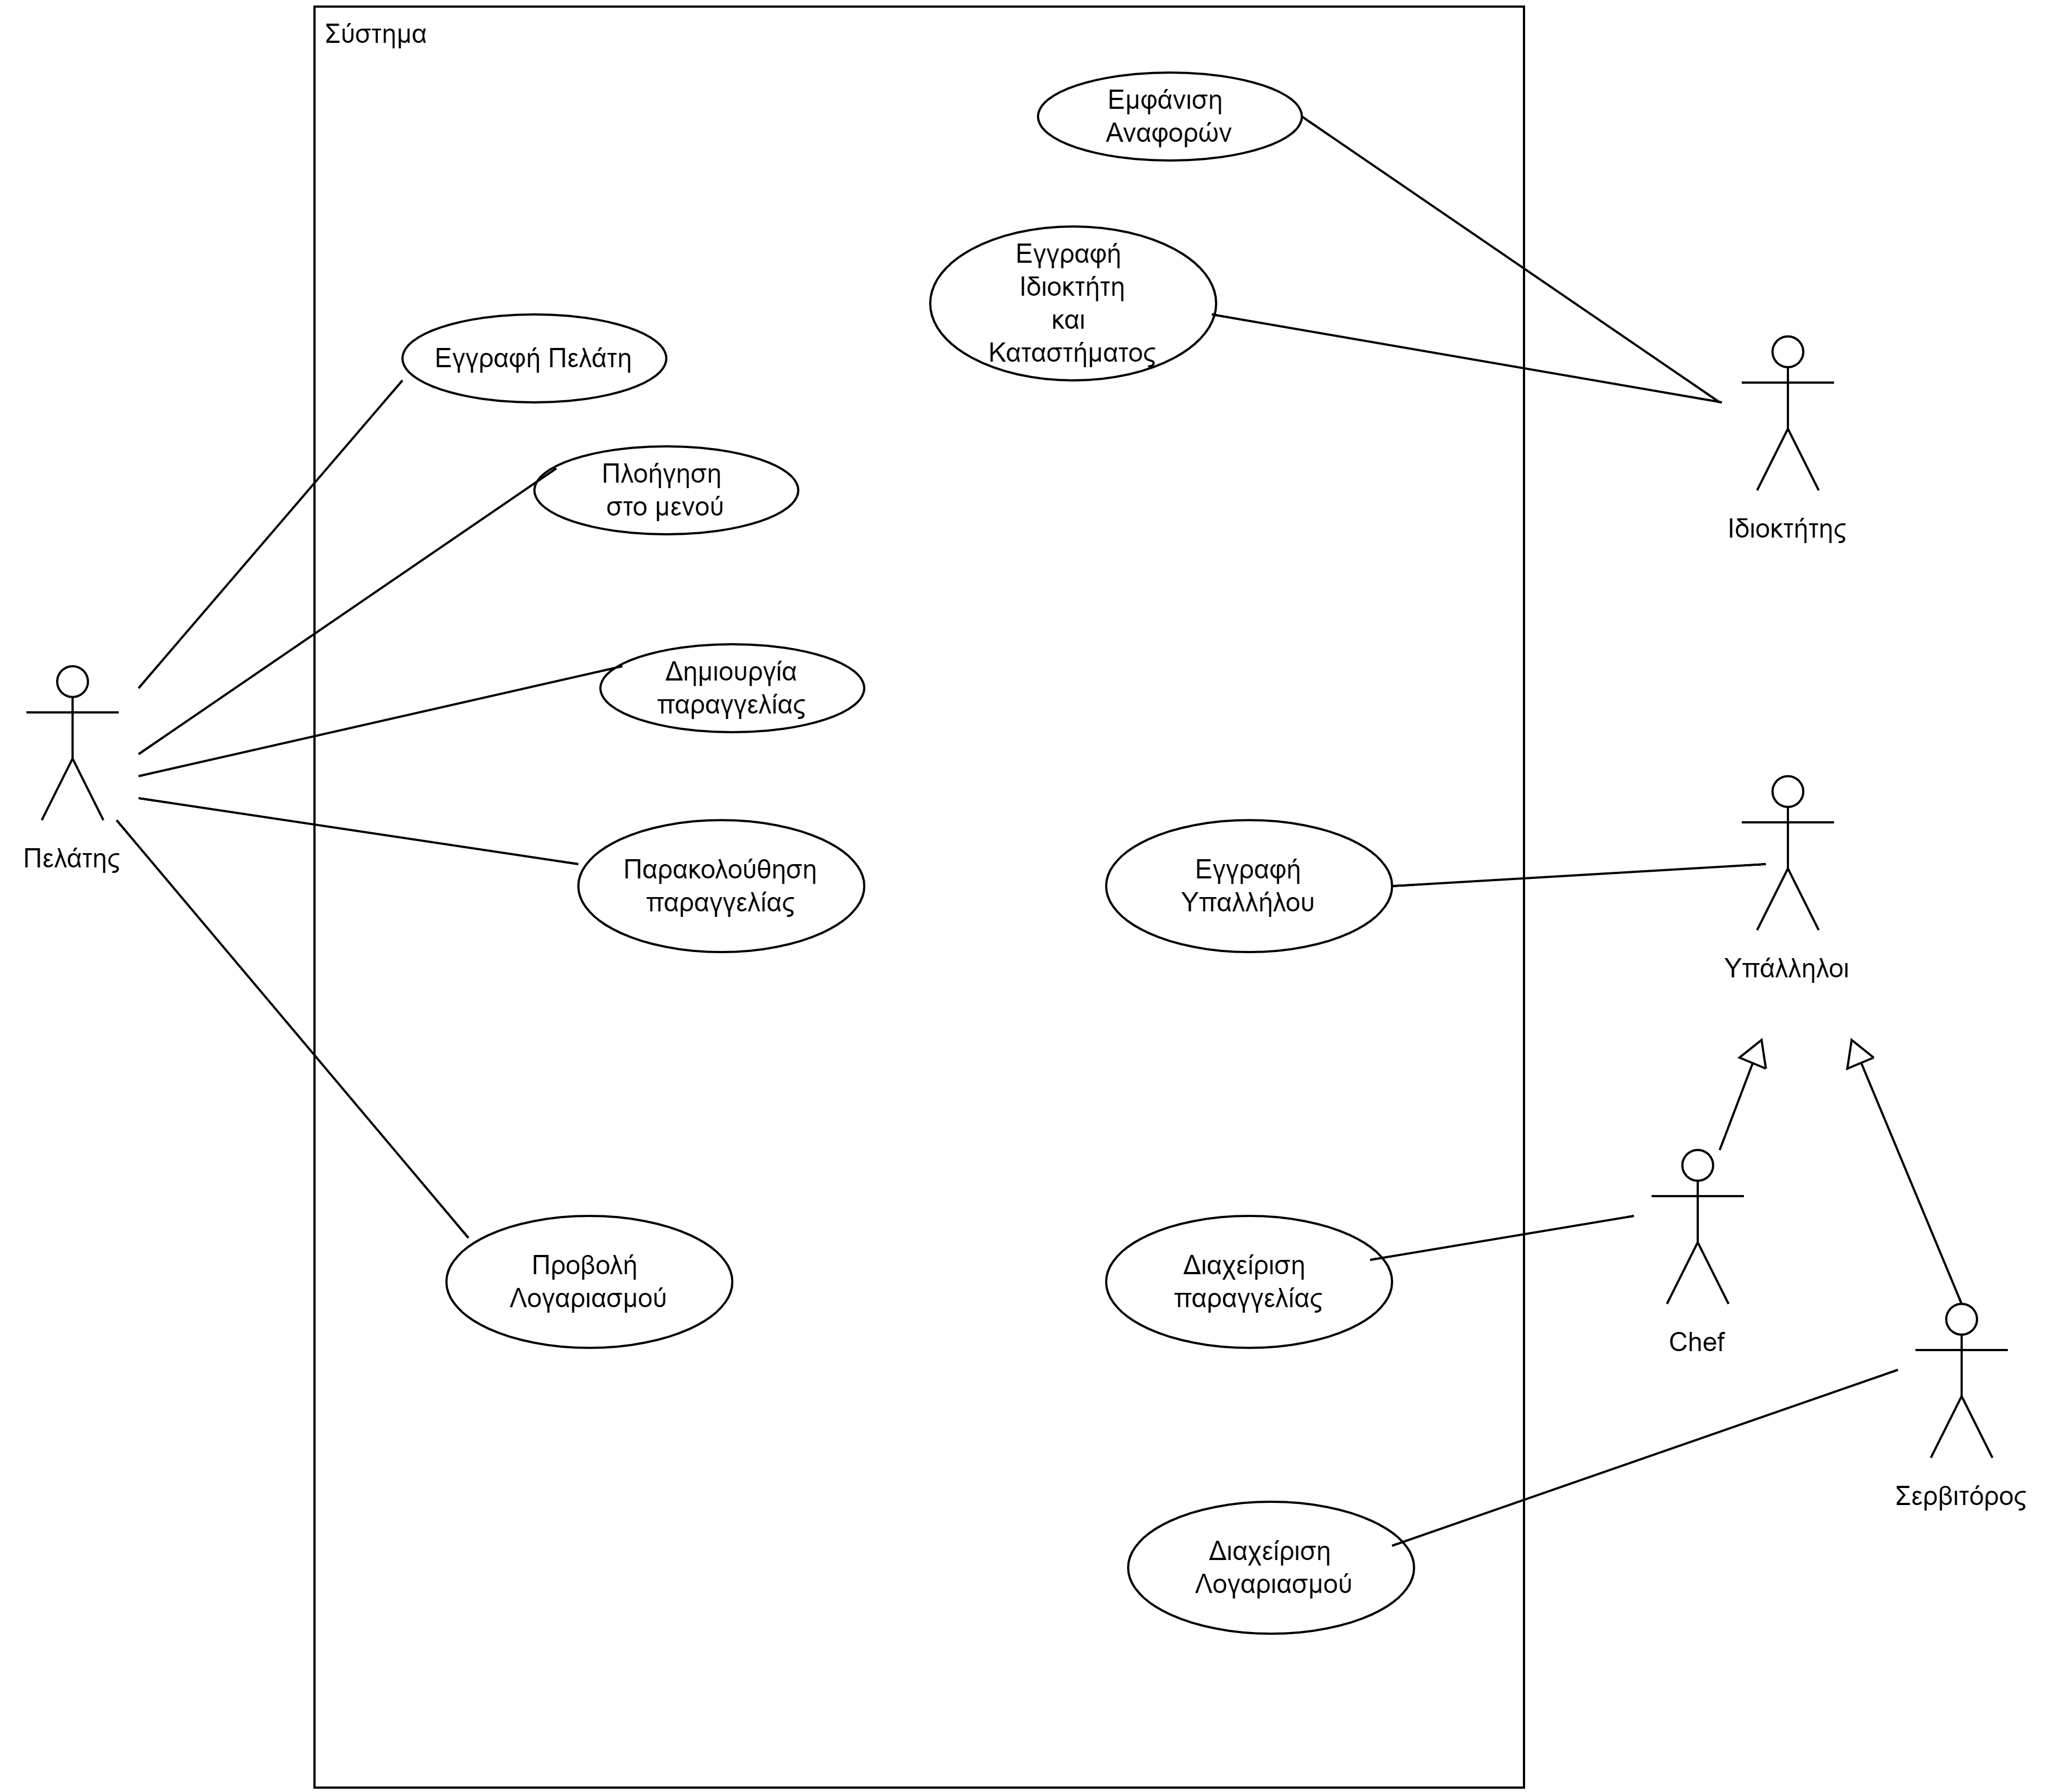 Σύστημα
Εμφάνιση
Αναφορών
Εγγραφή
Ιδιοκτήτη
και
Καταστήματος
Εγγραφή Πελάτη
Πλοήγηση
στο μενού
Ιδιοκτήτης
Δημιουργία
παραγγελίας
Πελάτης
Παρακολούθηση
παραγγελίας
Εγγραφή
Υπαλλήλου
Υπάλληλοι
Προβολή
Λογαριασμού
Διαχείριση
παραγγελίας
Chef
Σερβιτόρος
Διαχείριση
Λογαριασμού